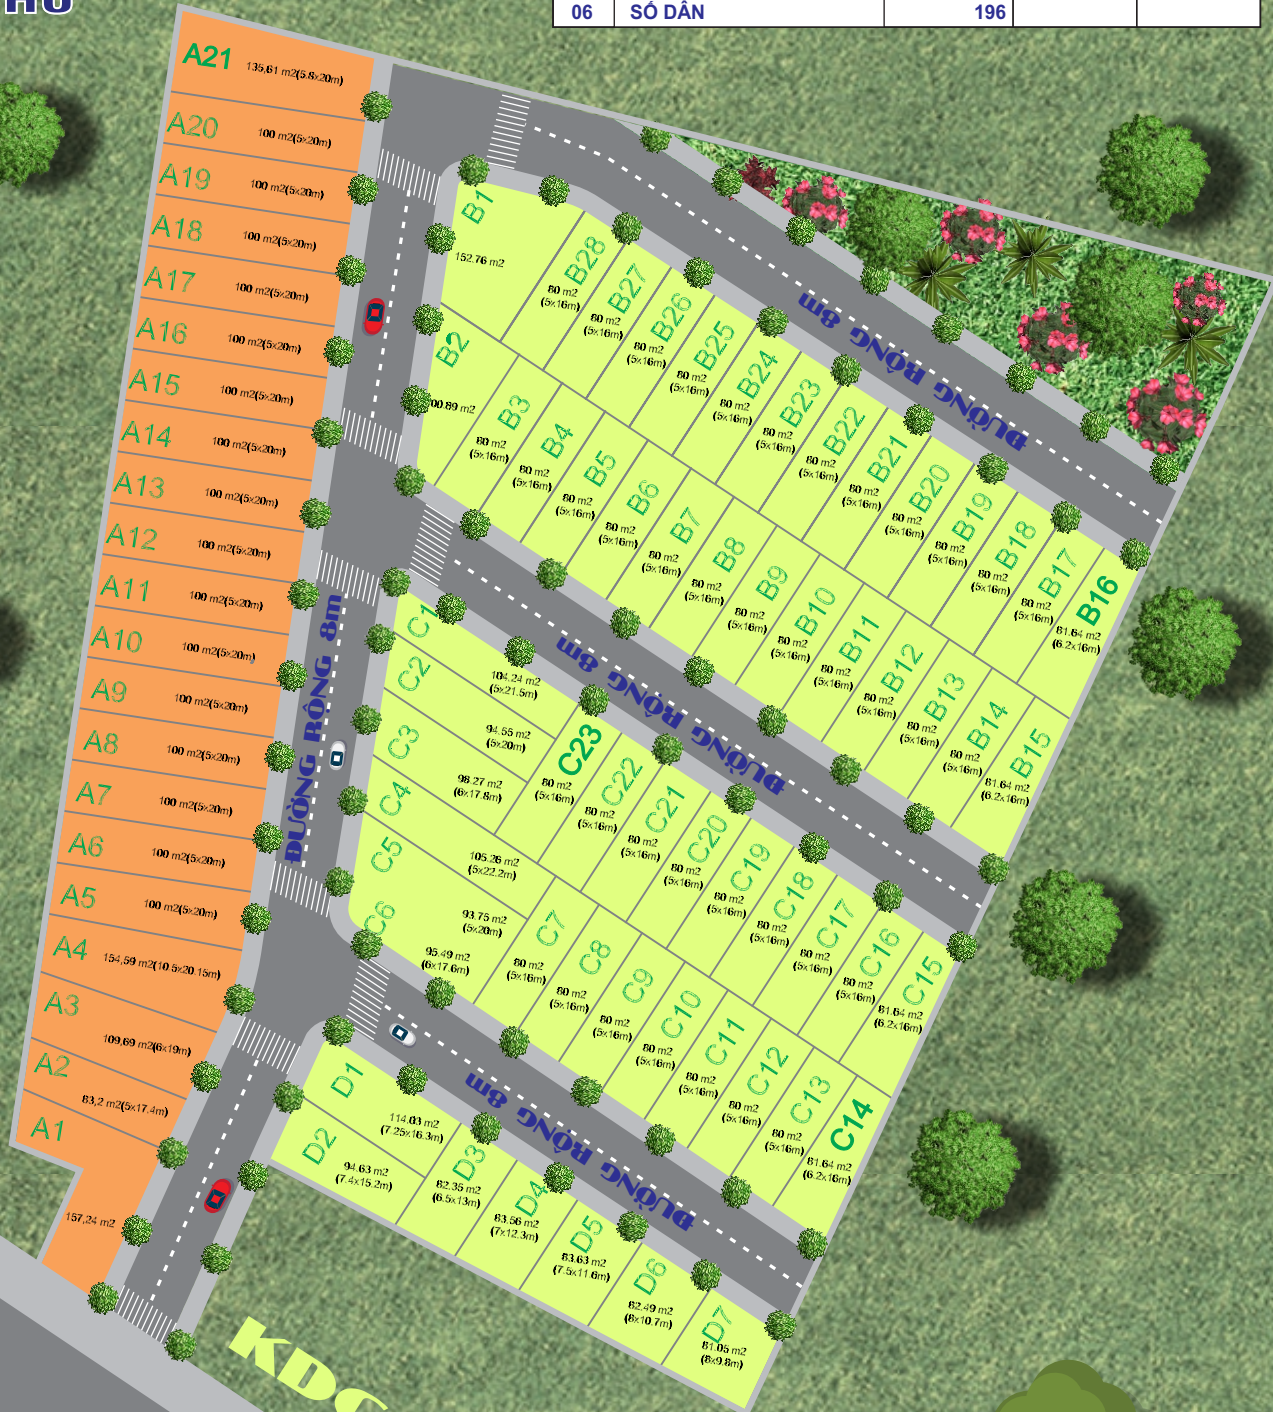 HU
06 SỐ DÂN 196
A21 135,61 m2(5.8x20m)
A20 100 m2(5x20m)
A19 100 m2(5x20m)
A18 100 m2(5x20m)
A17 100 m2(5x20m)
A16 100 m2(5x20m)
A15 100 m2(5x20m)
A14 100 m2(5x20m)
A13 100 m2(5x20m)
A12 100 m2(5x20m)
A11 100 m2(5x20m)
A10 100 m2(5x20m)
A9 100 m2(5x20m)
A8 100 m2(5x20m)
A7 100 m2(5x20m)
A6 100 m2(5x20m)
A5 100 m2(5x20m)
A4 154,59 m2(10.5x20.15m)
A3 109,69 m2(6x19m)
A2 83,2 m2(5x17.4m)
A1
157,24 m2
ĐƯỜNG RỘNG 8m
B1
152.76 m2
B28
80 m2
(5x16m)
B27
80 m2
(5x16m)
B26
80 m2
(5x16m)
B25
80 m2
(5x16m)
B24
80 m2
(5x16m)
B23
80 m2
(5x16m)
B22
80 m2
(5x16m)
B21
80 m2
(5x16m)
B20
80 m2
(5x16m)
B19
80 m2
(5x16m)
B18
80 m2
(5x16m)
B17
80 m2
(5x16m)
B16
81.64 m2
(6.2x16m)
ĐƯỜNG RỘNG 8m
B2
00.89 m2
B3
80 m2
(5x16m)
B4
80 m2
(5x16m)
B5
80 m2
(5x16m)
B6
80 m2
(5x16m)
B7
80 m2
(5x16m)
B8
80 m2
(5x16m)
B9
80 m2
(5x16m)
B10
80 m2
(5x16m)
B11
80 m2
(5x16m)
B12
80 m2
(5x16m)
B13
80 m2
(5x16m)
B14
80 m2
(5x16m)
B15
81.64 m2
(6.2x16m)
ĐƯỜNG RỘNG 8m
C1
104.24 m2
(5x21.5m)
C2
94.55 m2
(5x20m)
C3
98.27 m2
(6x17.8m)
C4
105.26 m2
(5x22.2m)
C5
93.75 m2
(5x20m)
C6
95.49 m2
(6x17.6m)
C23
80 m2
(5x16m)
C22
80 m2
(5x16m)
C21
80 m2
(5x16m)
C20
80 m2
(5x16m)
C19
80 m2
(5x16m)
C18
80 m2
(5x16m)
C17
80 m2
(5x16m)
C16
80 m2
(5x16m)
C15
81.64 m2
(6.2x16m)
C7
80 m2
(5x16m)
C8
80 m2
(5x16m)
C9
80 m2
(5x16m)
C10
80 m2
(5x16m)
C11
80 m2
(5x16m)
C12
80 m2
(5x16m)
C13
80 m2
(5x16m)
C14
81.64 m2
(6.2x16m)
ĐƯỜNG RỘNG 8m
D1
114.03 m2
(7.25x16.3m)
D2
94.63 m2
(7.4x15.2m)
D3
82.35 m2
(6.5x13m)
D4
83.56 m2
(7x12.3m)
D5
83.63 m2
(7.5x11.6m)
D6
82.49 m2
(8x10.7m)
D7
81.05 m2
(8x9.8m)
KDC